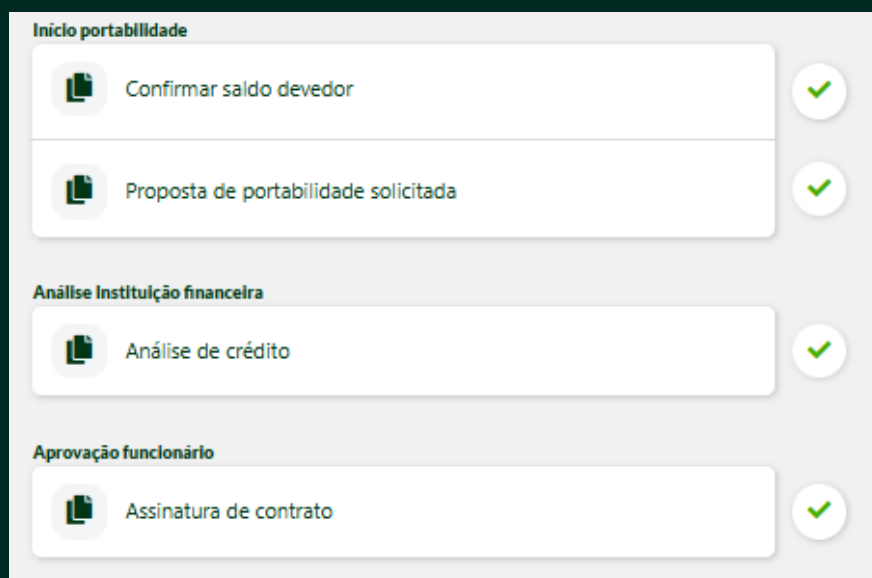 Início portabilidade
Confirmar saldo devedor
Proposta de portabilidade solicitada
Análise Instituição financeira
Análise de crédito
Aprovação funcionário
Assinatura de contrato